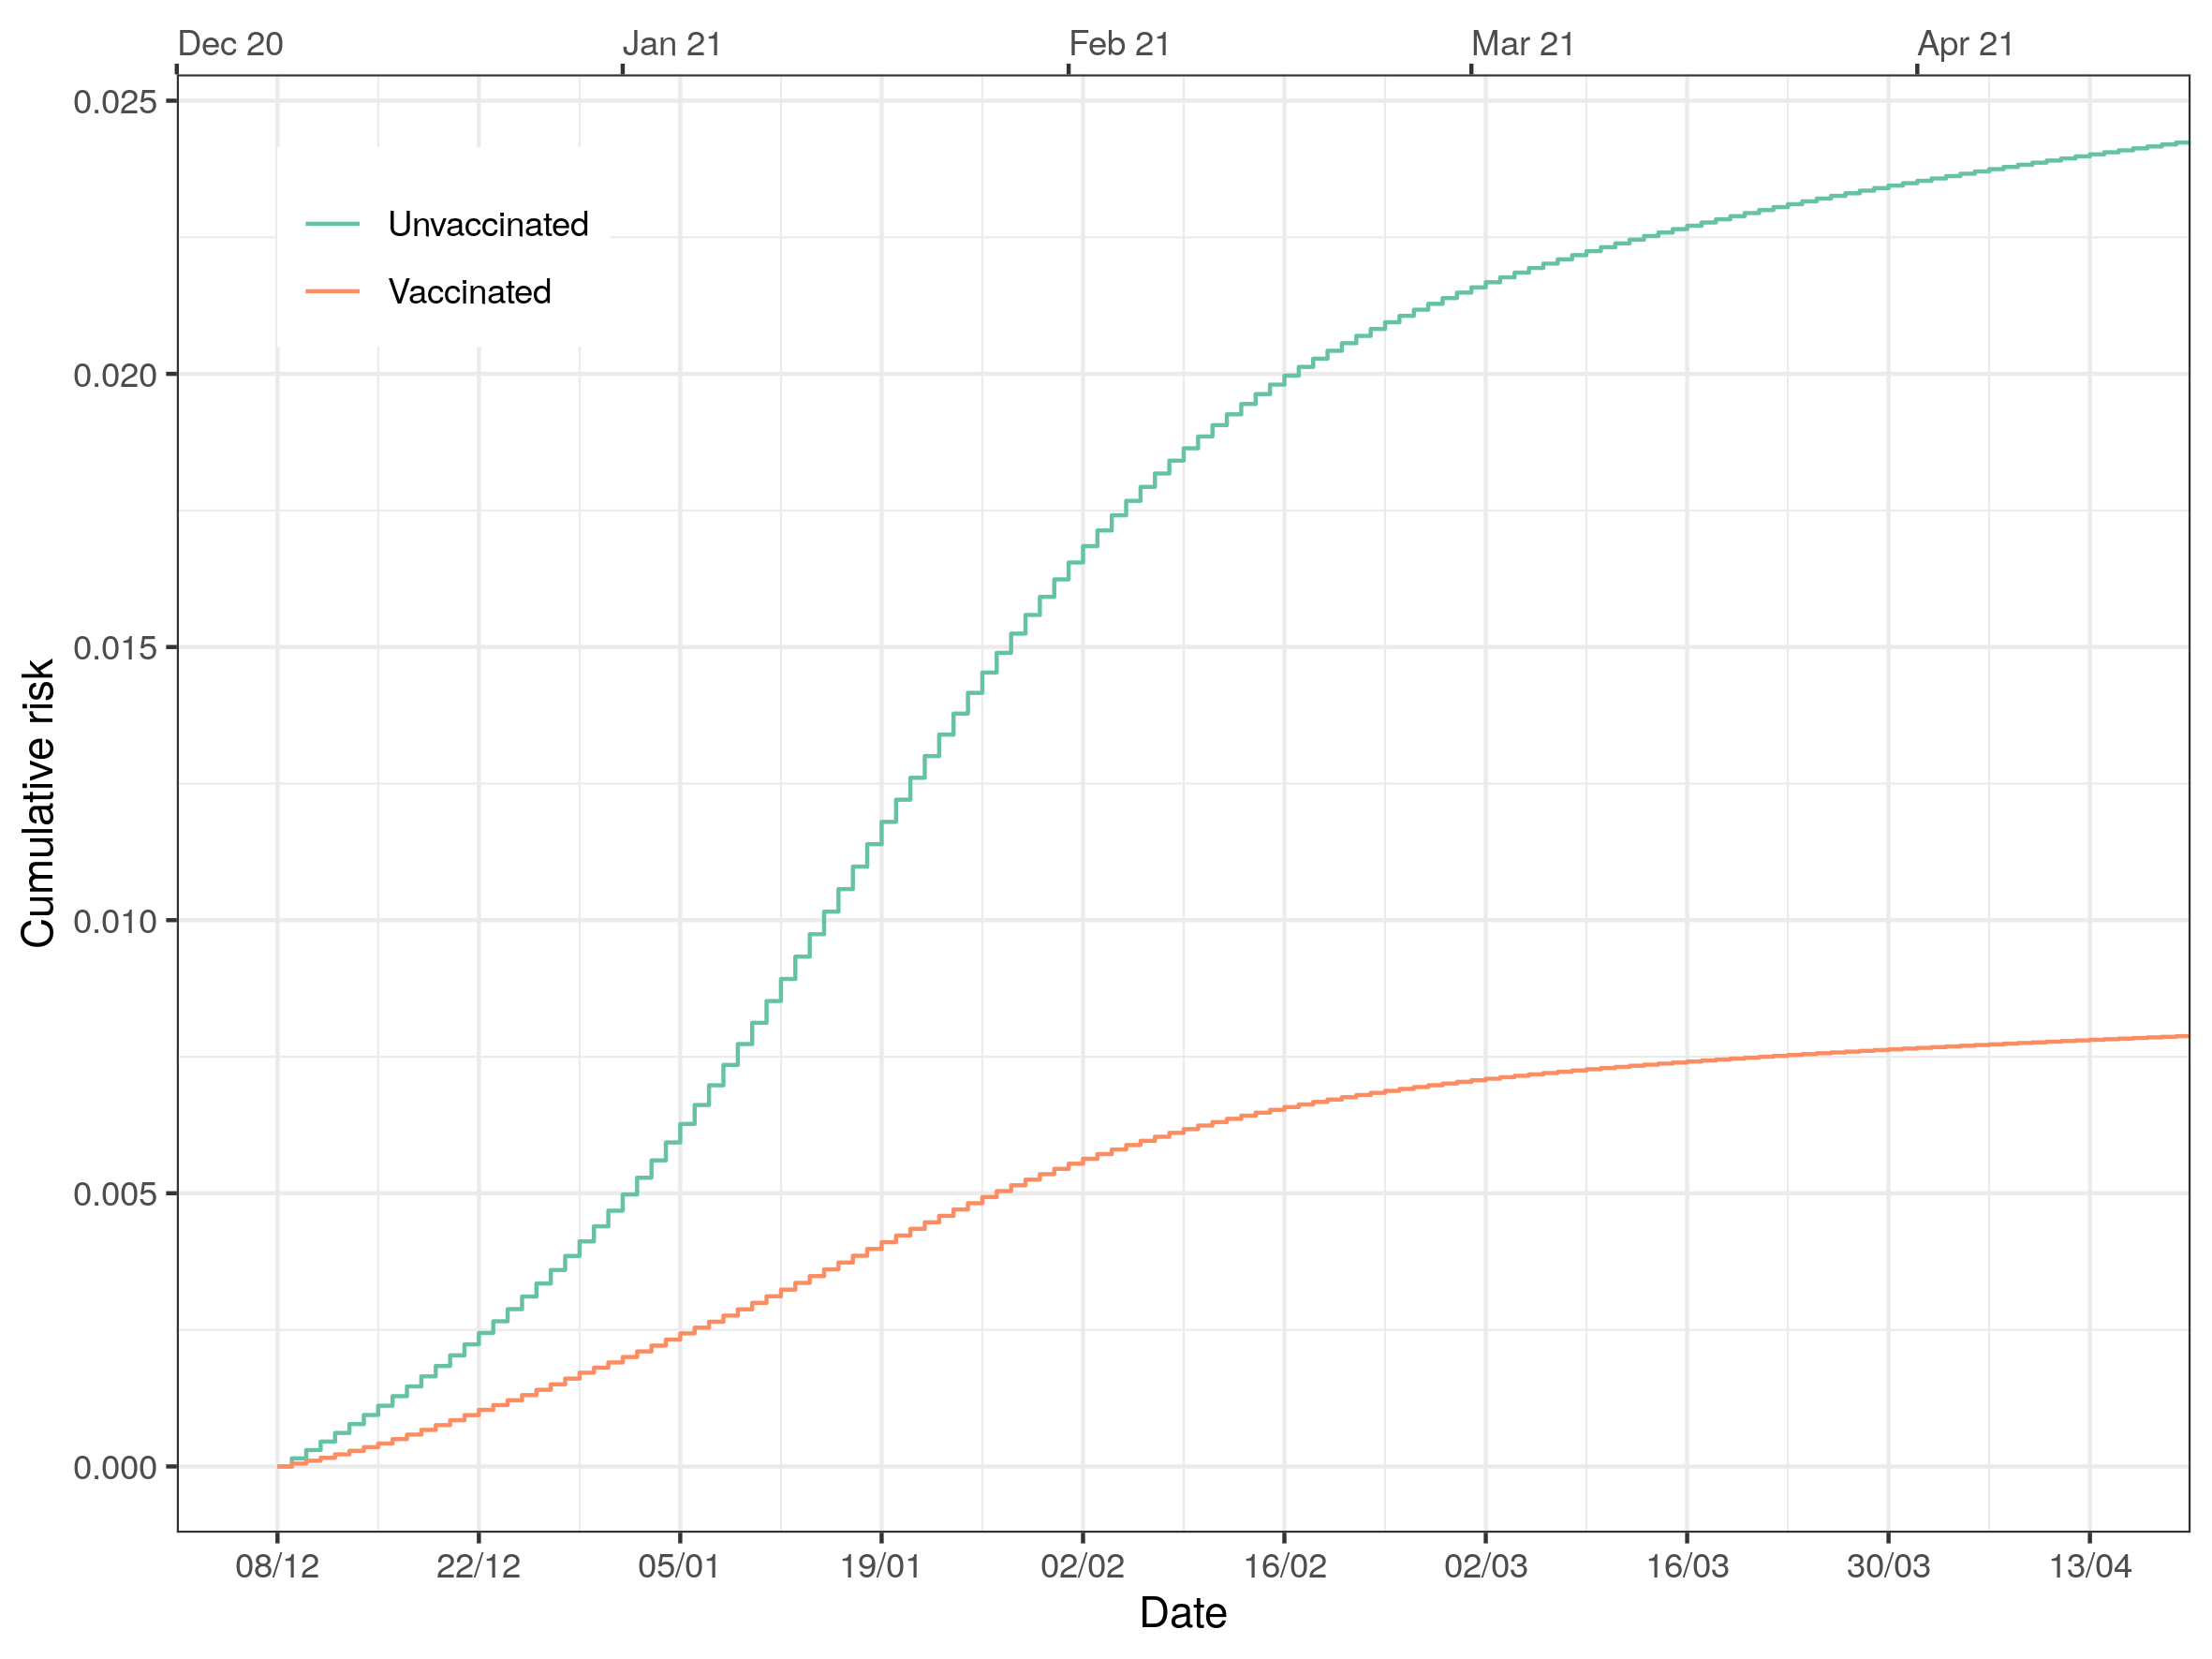 Dec 20 Jan 21 Feb 21 Mar 21 Apr 21
0.025
Unvaccinated
Vaccinated
0.020
0.015
Cumulative risk
0.010
0.005
0.000
08/12 22/12 05/01 19/01 02/02 16/02 02/03 16/03 30/03 13/04
Date